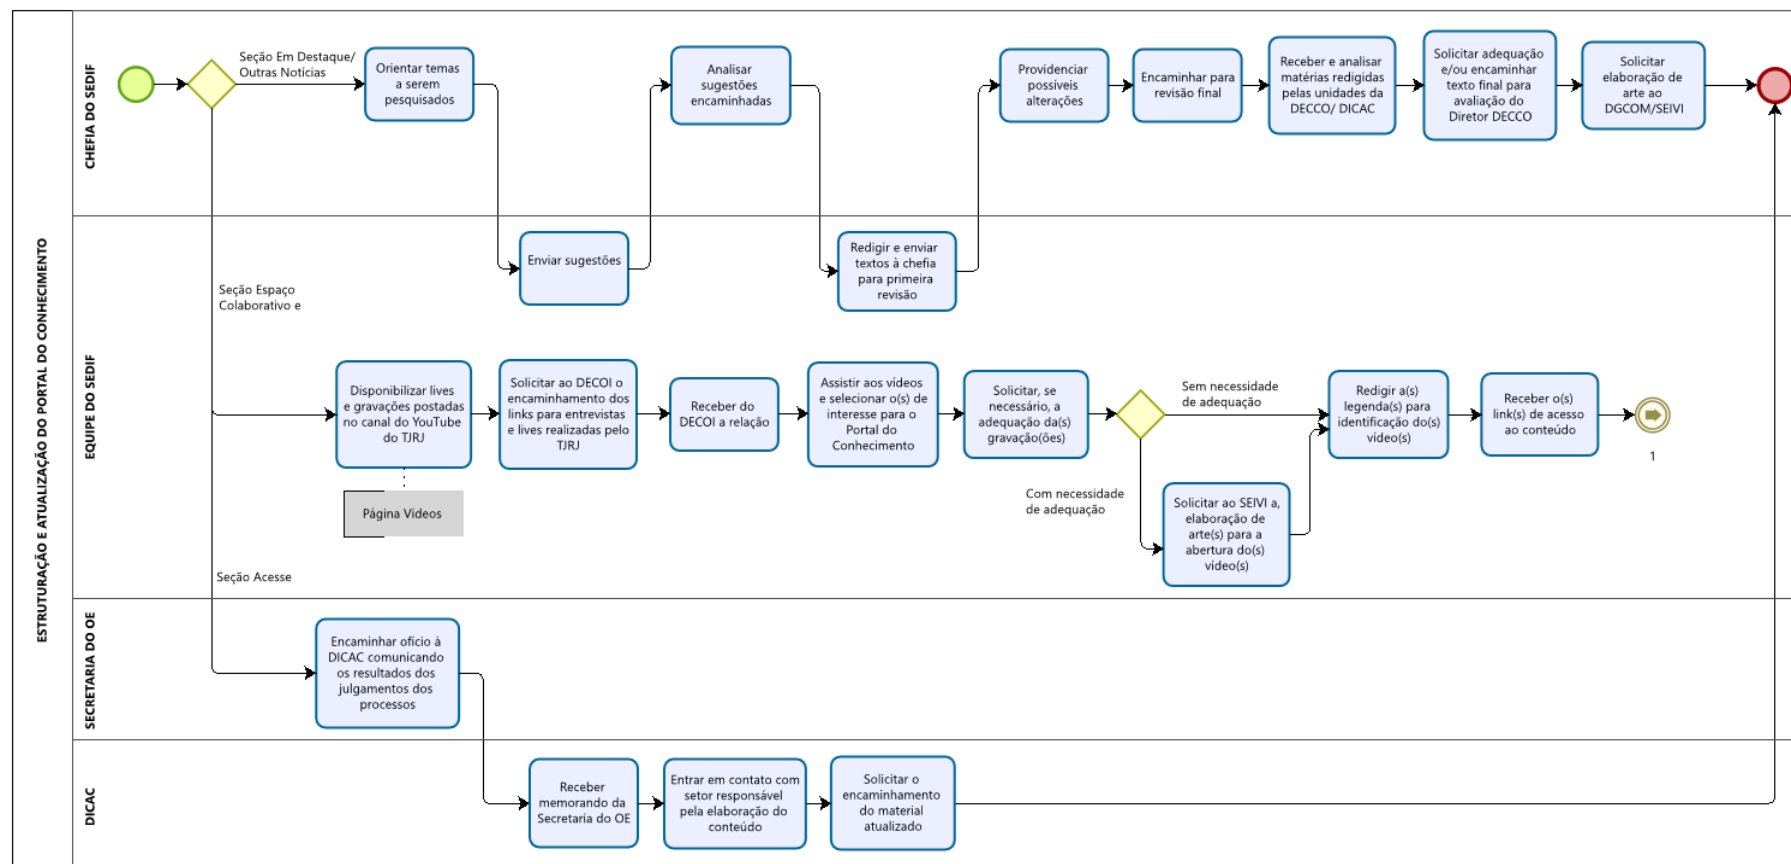 ESTRUTURAÇÃO E ATUALIZAÇÃO DO PORTAL DO CONHECIMENTO
CHEFIA DO SEDIF
Seção Em Destaque/
Outras Notícias
Orientar temas
a serem
pesquisados
Analisar
sugestões
encaminhadas
Providenciar
possíveis
alterações
Encaminhar para
revisão final
Receber e analisar
matérias redigidas
pelas unidades da
DECCO/ DICAC
Solicitar adequação
e/ou encaminhar
texto final para
avaliação do
Diretor DECCO
Solicitar
elaboração de
arte ao
DGCOM/SEIVI
EQUIPE DO SEDIF
Enviar sugestões
Redigir e enviar
textos à chefia
para primeira
revisão
Seção Espaço
Colaborativo e
Disponibilizar lives
e gravações postadas
no canal do YouTube
do TJRJ
Página Vídeos
Solicitar ao DECOI o
encaminhamento dos
links para entrevistas
e lives realizadas pelo
TJRJ
Receber do
DECOI a relação
Assistir aos vídeos
e selecionar o(s) de
interesse para o
Portal do
Conhecimento
Solicitar, se
necessário, a
adequação da(s)
gravação(ões)
Sem necessidade
de adequação
Com necessidade
de adequação
Solicitar ao SEIVI a,
elaboração de
arte(s) para a
abertura do(s)
vídeo(s)
Redigir a(s)
legenda(s) para
identificação do(s)
vídeo(s)
Receber o(s)
link(s) de acesso
ao conteúdo
1
Seção Acesse
SECRETARIA DO OE
Encaminhar ofício à
DICAC comunicando
os resultados dos
julgamentos dos
processos
DICAC
Receber
memorando da
Secretaria do OE
Entrar em contato com
setor responsável
pela elaboração do
conteúdo
Solicitar o
encaminhamento
do material
atualizado